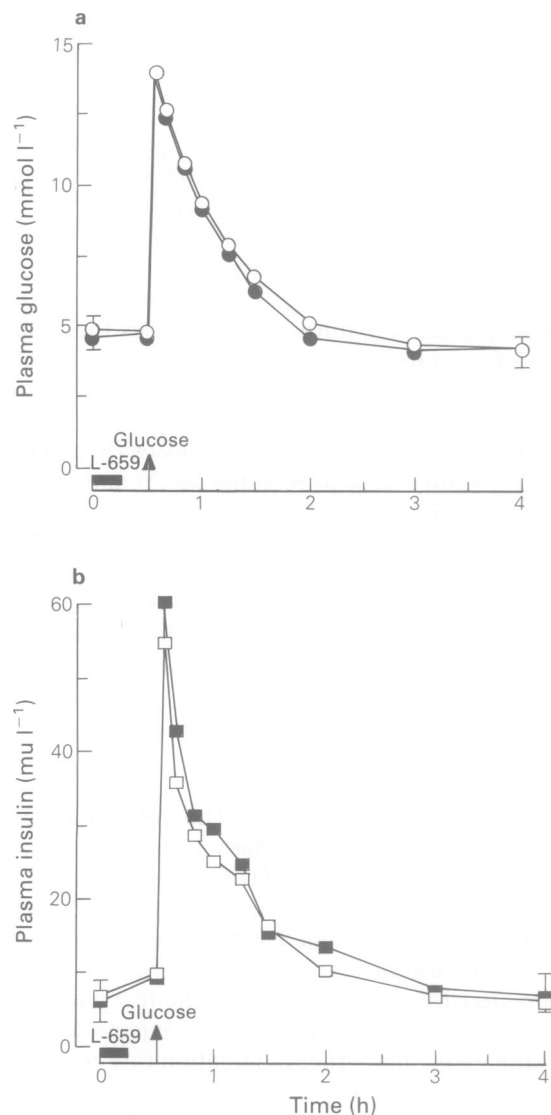 a
Plasma glucose (mmol l⁻¹)
15
10
5
0
Glucose
L-659
0 1 2 3 4
b
Plasma insulin (mu l⁻¹)
60
40
20
0
Glucose
L-659
0 1 2 3 4
Time (h)